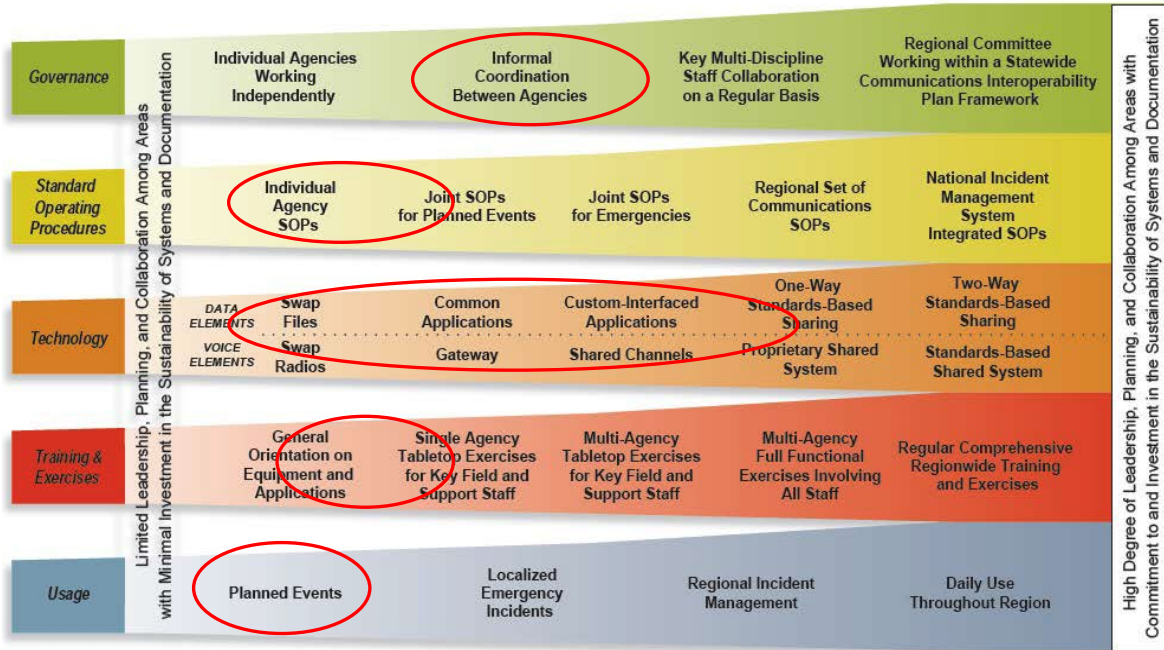 Limited Leadership, Planning, and Collaboration Among Areas
with Minimal Investment in the Sustainability of Systems and Documentation
Governance
Individual Agencies
Working
Independently
Informal
Coordination
Between Agencies
Key Multi-Discipline
Staff Collaboration
on a Regular Basis
Regional Committee
Working within a Statewide
Communications Interoperability
Plan Framework
Standard
Operating
Procedures
Individual
Agency
SOPs
Joint SOPs
for Planned Events
Joint SOPs
for Emergencies
Regional Set of
Communications
SOPs
National Incident
Management
System
Integrated SOPs
Technology
DATA
ELEMENTS
Swap
Files
Common
Applications
Custom-Interfaced
Applications
One-Way
Standards-Based
Sharing
Two-Way
Standards-Based
Sharing
VOICE
ELEMENTS
Swap
Radios
Gateway
Shared Channels
Proprietary Shared
System
Standards-Based
Shared System
Training &
Exercises
General
Orientation on
Equipment and
Applications
Single Agency
Tabletop Exercises
for Key Field and
Support Staff
Multi-Agency
Tabletop Exercises
for Key Field and
Support Staff
Multi-Agency
Full Functional
Exercises Involving
All Staff
Regular Comprehensive
Regionwide Training
and Exercises
Usage
Planned Events
Localized
Emergency
Incidents
Regional Incident
Management
Daily Use
Throughout Region
High Degree of Leadership, Planning, and Collaboration Among Areas with
Commitment to and Investment in the Sustainability of Systems and Documentation